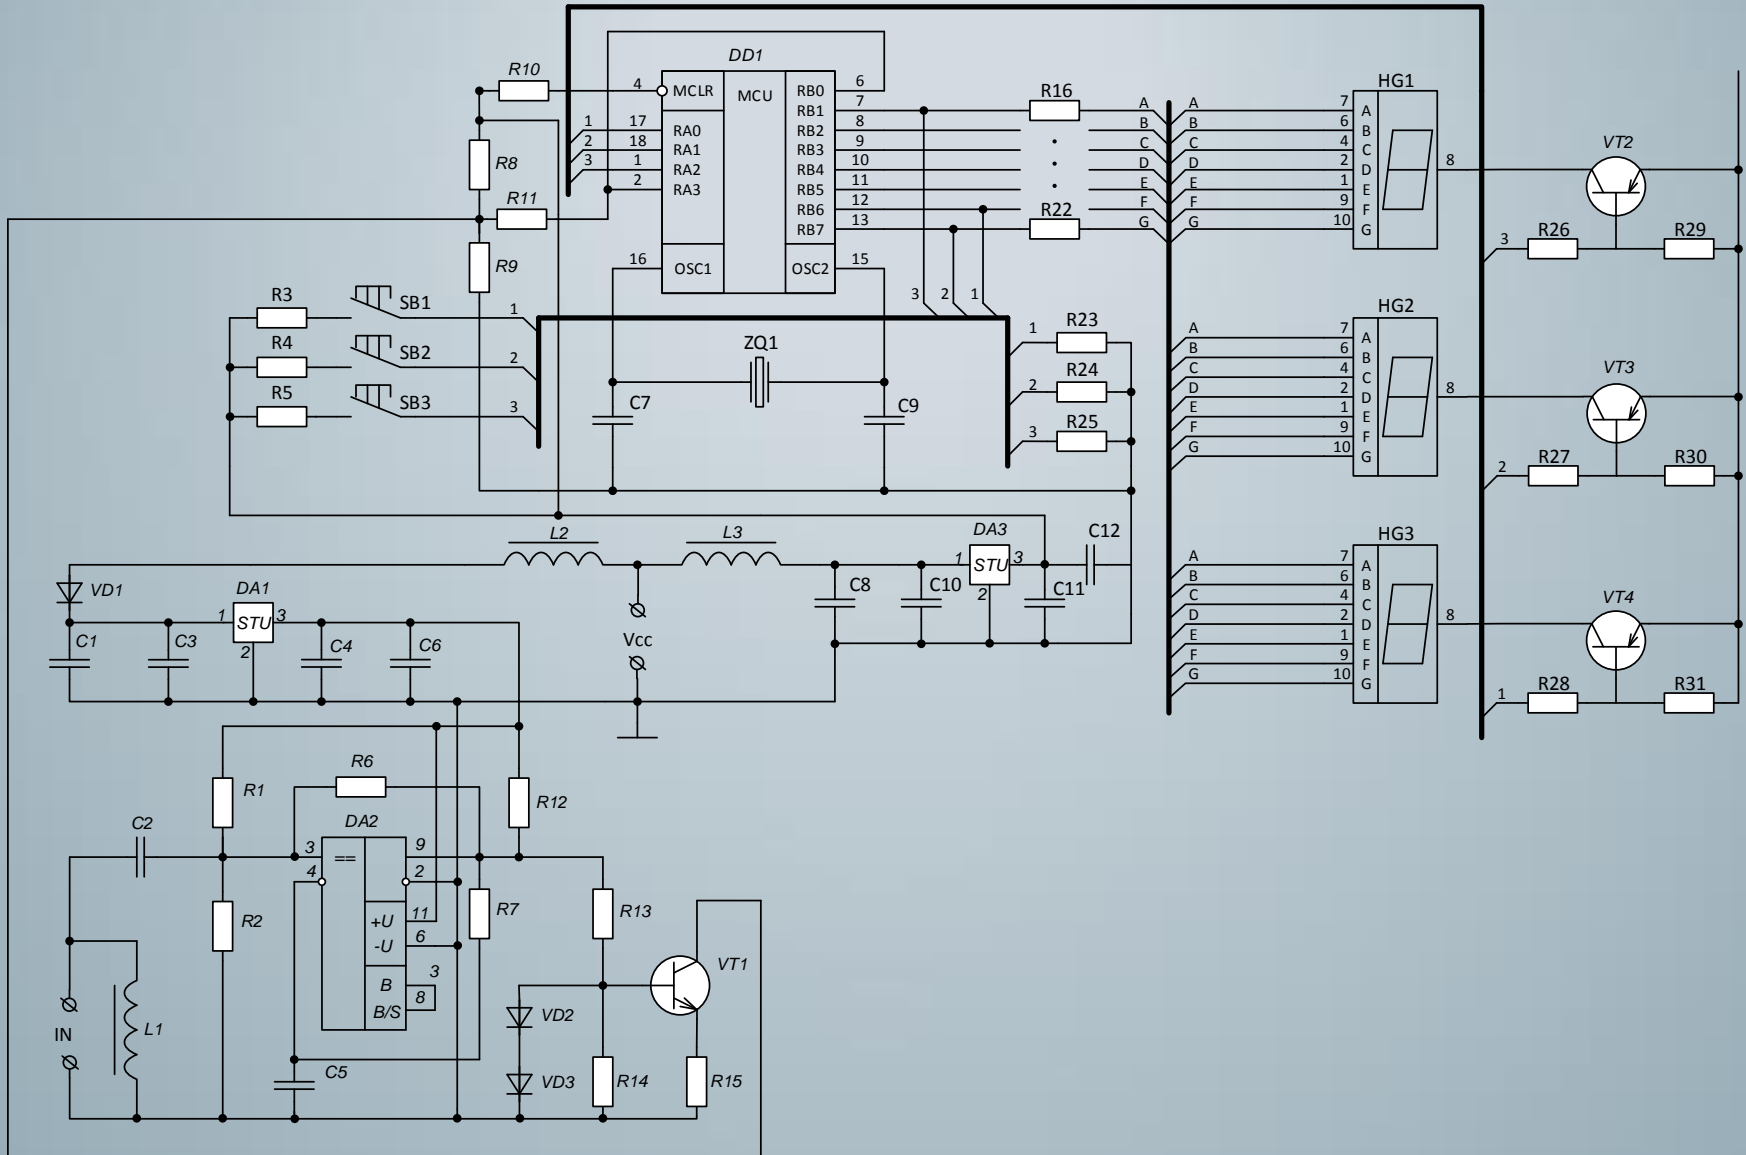 DD1
HG1
R10
4
MCLR
MCU
RB0
6
R16
1
17
RA0
RB1
7
A
A
7
A
2
18
RA1
RB2
8
B
B
6
B
3
1
RA2
RB3
9
C
C
4
C
2
RA3
RB4
10
D
D
2
D
8
RB5
11
E
E
1
E
RB6
12
F
F
9
F
RB7
13
R22
G
G
10
G
VT2
R8
R11
R9
16
OSC1
OSC2
15
3
R26
R29
R3
SB1
1
R4
SB2
2
R5
SB3
3
3
2
1
ZQ1
C7
C9
1
R23
2
R24
3
R25
HG2
A
7
A
B
6
B
C
4
C
D
2
D
8
E
1
E
F
9
F
G
10
G
VT3
2
R27
R30
L2
L3
DA3
C12
1
STU
3
2
C8
C10
C11
HG3
A
7
A
B
6
B
C
4
C
D
2
D
8
E
1
E
F
9
F
G
10
G
VT4
1
R28
R31
VD1
DA1
1
STU
3
2
C1
C3
C4
C6
Vcc
R6
R1
R12
C2
DA2
3
==
9
4
2
R2
+U
11
R7
R13
-U
6
B
3
B/S
8
VT1
VD2
IN
L1
C5
VD3
R14
R15